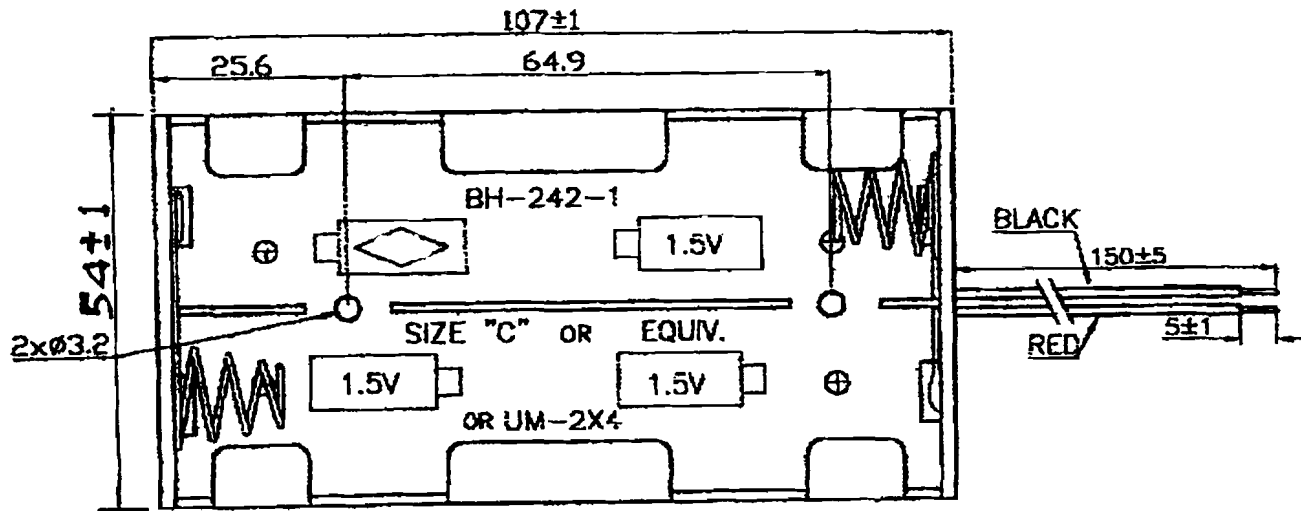 107±1
25.6
64.9
54±1
BH-242-1
1.5V
BLACK
150±5
2xø3.2
SIZE "C" OR EQUIV.
RED
5±1
1.5V
1.5V
OR UM-2X4